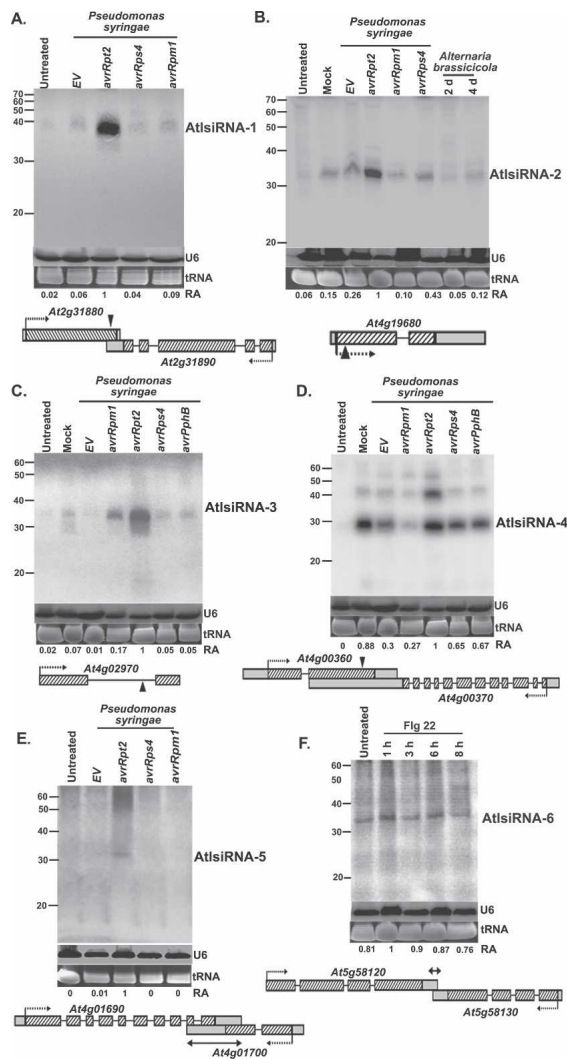 A.
Pseudomonas
syringae
Untreated
EV
avrRpt2
avrRps4
avrRpm1
70
60
50
40
30
20
AtlsiRNA-1
U6
tRNA
0.02 0.06 1 0.04 0.09 RA
At2g31880
At2g31890
B.
Pseudomonas
syringae
Untreated
Mock
EV
avrRpt2
avrRpm1
avrRps4
Alternaria
brassicicola
2 d
4 d
70
60
50
40
30
20
AtlsiRNA-2
U6
tRNA
0.06 0.15 0.26 1 0.10 0.43 0.05 0.12 RA
At4g19680
C.
Pseudomonas
syringae
Untreated
Mock
EV
avrRpm1
avrRpt2
avrRps4
avrPphB
60
50
40
30
20
AtlsiRNA-3
U6
tRNA
0.02 0.07 0.01 0.17 1 0.05 0.05 RA
At4g02970
D.
Pseudomonas
syringae
Untreated
Mock
EV
avrRpm1
avrRpt2
avrRps4
avrPphB
60
50
40
30
20
AtlsiRNA-4
U6
tRNA
0 0.88 0.3 0.27 1 0.65 0.67 RA
At4g00360
At4g00370
E.
Pseudomonas
syringae
Untreated
EV
avrRpt2
avrRps4
avrRpm1
60
50
40
30
20
AtlsiRNA-5
U6
tRNA
0 0.01 1 0 0 RA
At4g01690
At4g01700
F.
Flg 22
Untreated
1 h
3 h
6 h
8 h
60
50
40
30
20
AtlsiRNA-6
U6
tRNA
0.81 1 0.9 0.87 0.76 RA
At5g58120
At5g58130